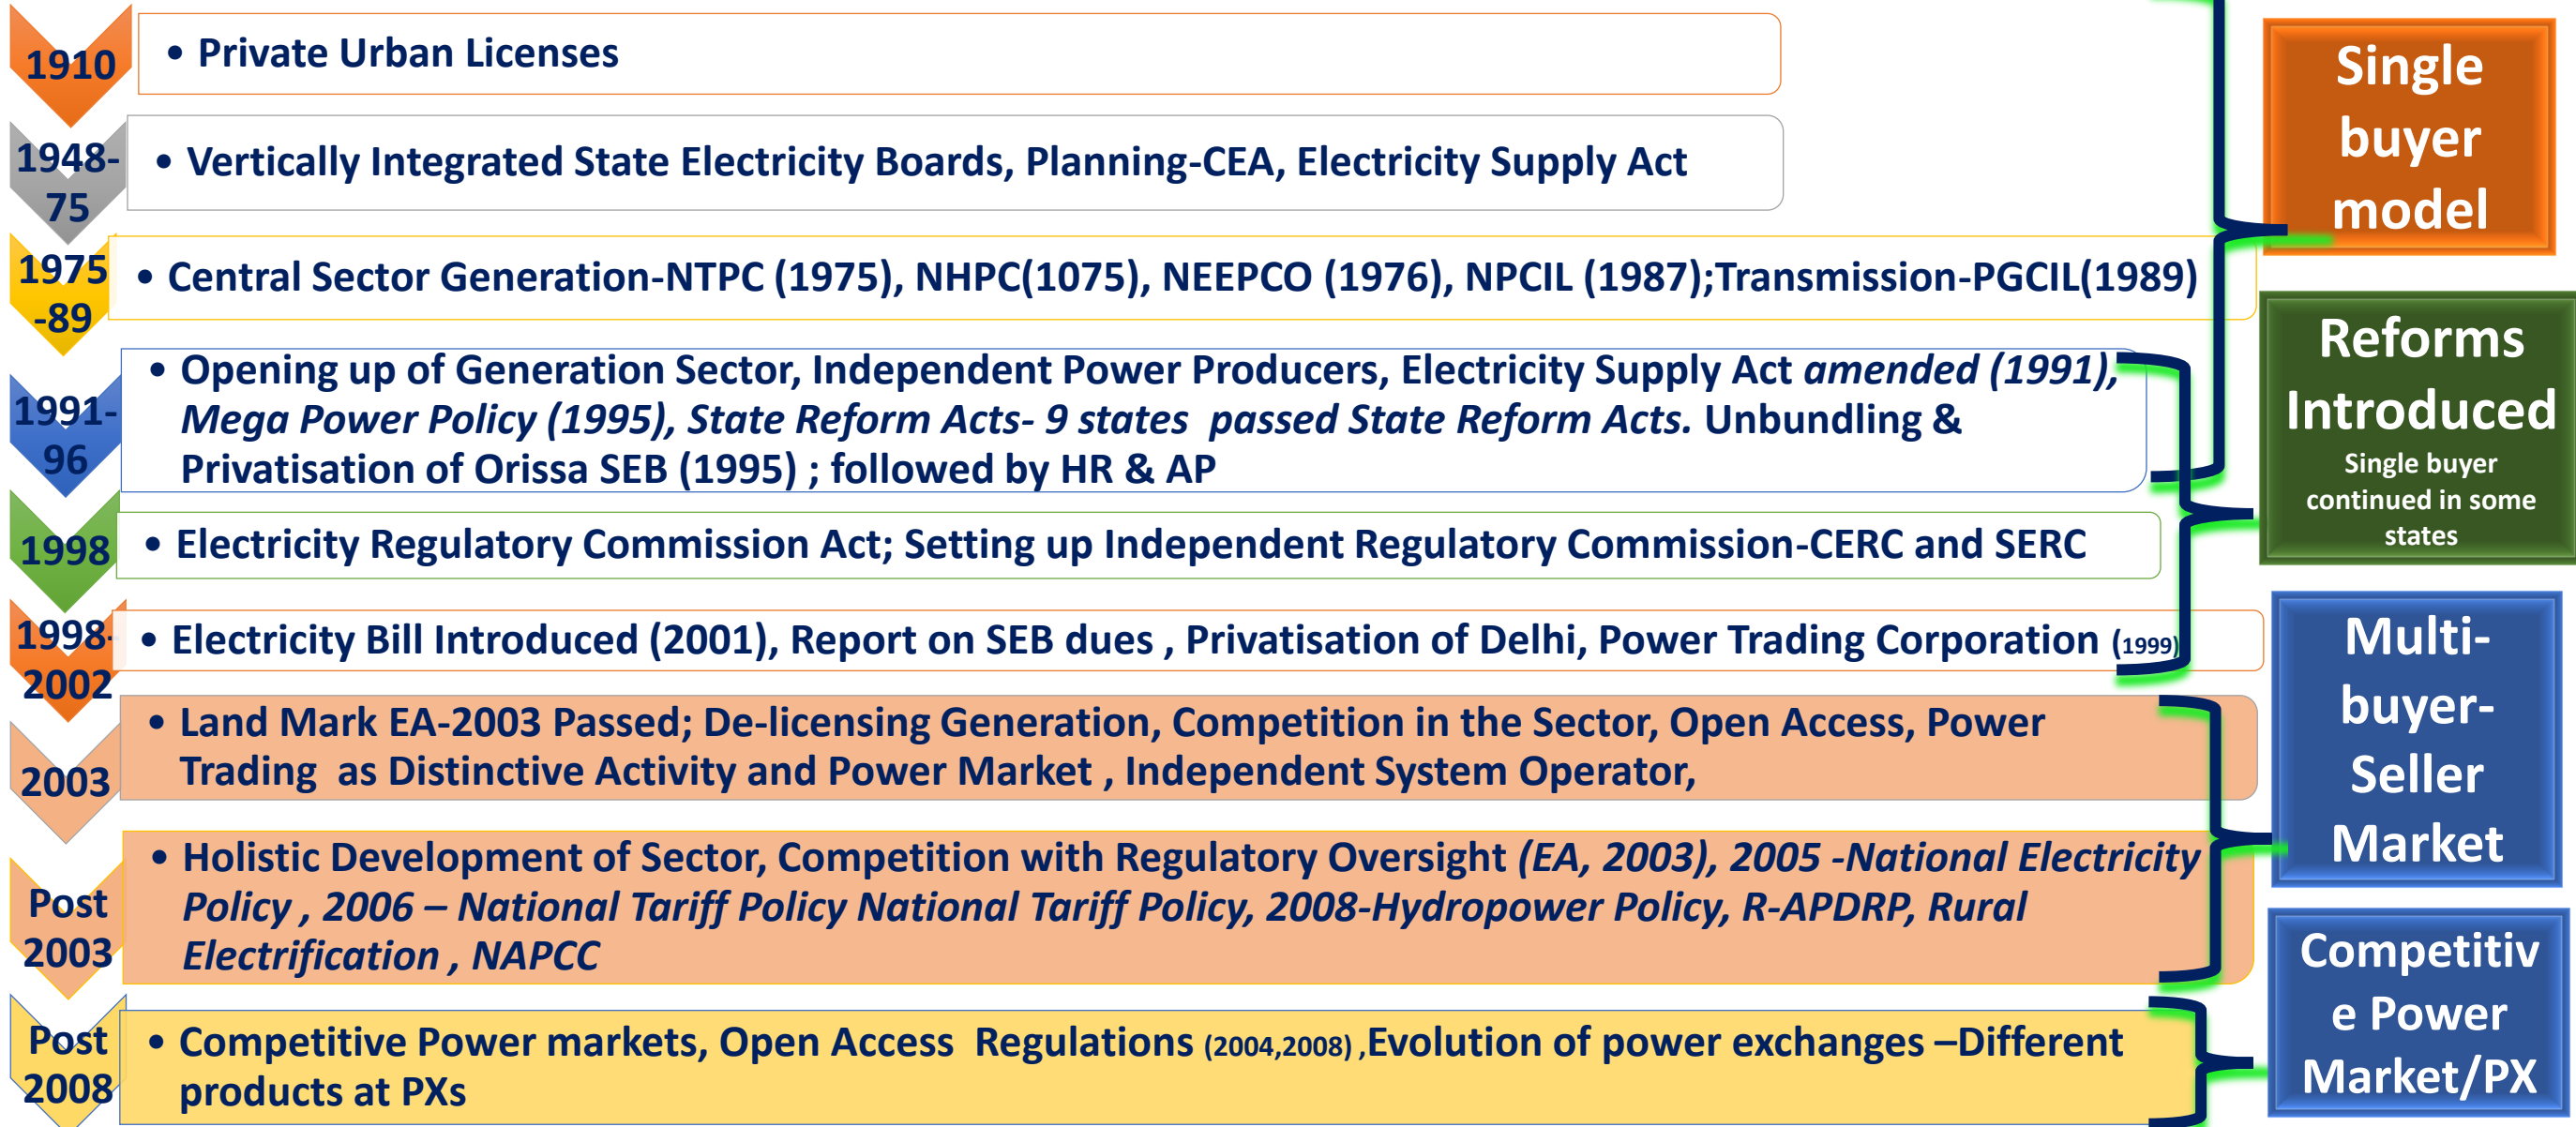 1910
• Private Urban Licenses
1948-
75
• Vertically Integrated State Electricity Boards, Planning-CEA, Electricity Supply Act
1975
-89
• Central Sector Generation-NTPC (1975), NHPC(1075), NEEPCO (1976), NPCIL (1987);Transmission-PGCIL(1989)
1991-
96
• Opening up of Generation Sector, Independent Power Producers, Electricity Supply Act amended (1991),
Mega Power Policy (1995), State Reform Acts- 9 states passed State Reform Acts. Unbundling &
Privatisation of Orissa SEB (1995) ; followed by HR & AP
1998
• Electricity Regulatory Commission Act; Setting up Independent Regulatory Commission-CERC and SERC
1998-
2002
• Electricity Bill Introduced (2001), Report on SEB dues , Privatisation of Delhi, Power Trading Corporation (1999)
2003
• Land Mark EA-2003 Passed; De-licensing Generation, Competition in the Sector, Open Access, Power
Trading as Distinctive Activity and Power Market , Independent System Operator,
Post
2003
• Holistic Development of Sector, Competition with Regulatory Oversight (EA, 2003), 2005 -National Electricity
Policy , 2006 – National Tariff Policy National Tariff Policy, 2008-Hydropower Policy, R-APDRP, Rural
Electrification , NAPCC
Post
2008
• Competitive Power markets, Open Access Regulations (2004,2008) ,Evolution of power exchanges –Different
products at PXs
Single
buyer
model
Reforms
Introduced
Single buyer
continued in some
states
Multi-
buyer-
Seller
Market
Competitiv
e Power
Market/PX